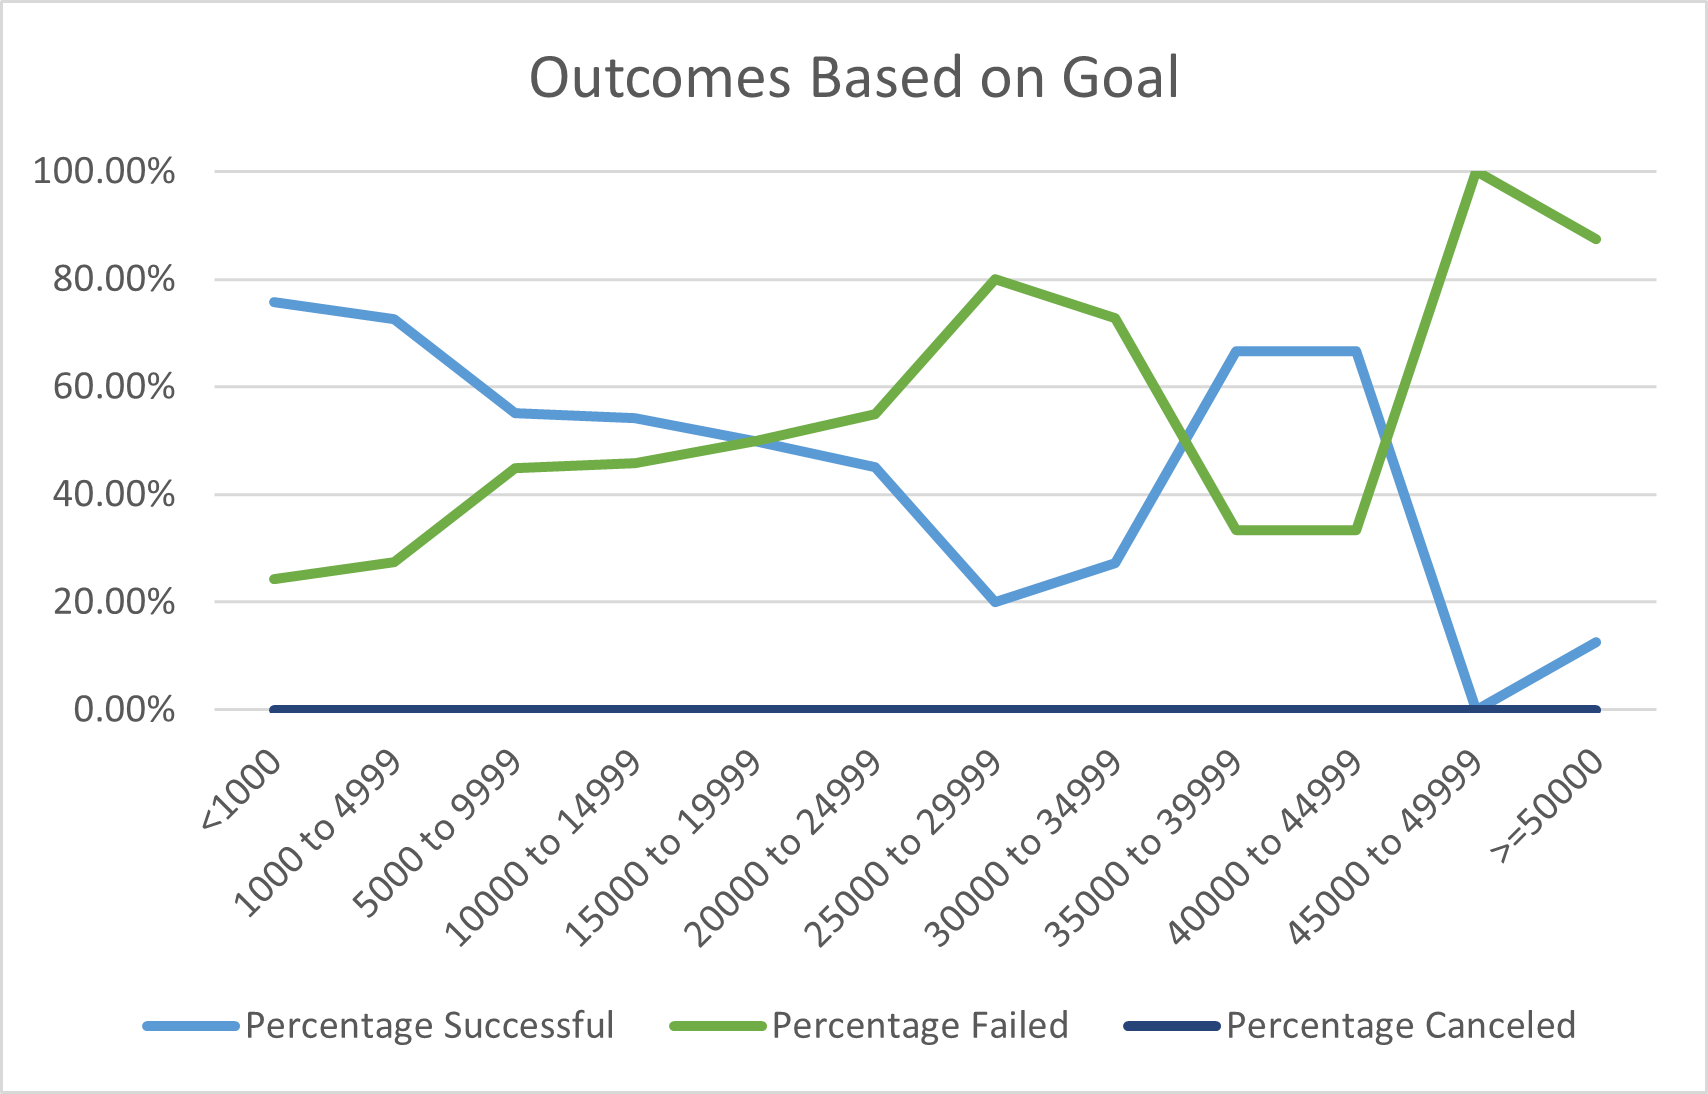 Outcomes Based on Goal
100.00%
80.00%
60.00%
40.00%
20.00%
0.00%
<1000
1000 to 4999
5000 to 9999
10000 to 14999
15000 to 19999
20000 to 24999
25000 to 29999
30000 to 34999
35000 to 39999
40000 to 44999
45000 to 49999
>=50000
Percentage Successful
Percentage Failed
Percentage Canceled